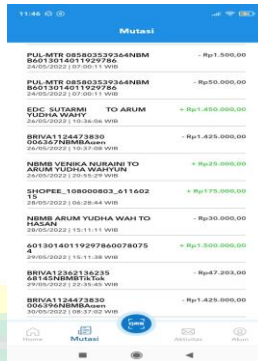 11:46
Mutasi
PUL-MTR 085803539364NBM
B6013014011929786
24/05/2022 | 07:00:11 WIB
- Rp1.500,00
PUL-MTR 085803539364NBM
B6013014011929786
24/05/2022 | 07:00:11 WIB
- Rp50.000,00
EDC SUTARMI TO ARUM
YUDHA WAHY
26/05/2022 | 10:36:06 WIB
+ Rp1.450.000,00
BRIVA1124473830
006367NBMBAgen
26/05/2022 | 10:37:08 WIB
- Rp1.425.000,00
NBMB VENIKA NURAINI TO
ARUM YUDHA WAHYUN
26/05/2022 | 20:55:29 WIB
+ Rp25.000,00
SHOPEE_108000803_611602
15
28/05/2022 | 06:28:44 WIB
+ Rp175.000,00
NBMB ARUM YUDHA WAH TO
HASAN
28/05/2022 | 15:11:11 WIB
- Rp30.000,00
60130140119297860078075
4
29/05/2022 | 15:11:38 WIB
+ Rp1.500.000,00
BRIVA12362136235
68145NBMBTikTok
29/05/2022 | 22:35:45 WIB
- Rp47.203,00
BRIVA1124473830
006396NBMBAgen
30/05/2022 | 08:37:02 WIB
- Rp1.425.000,00
Home
Mutasi
Aktivitas
Akun